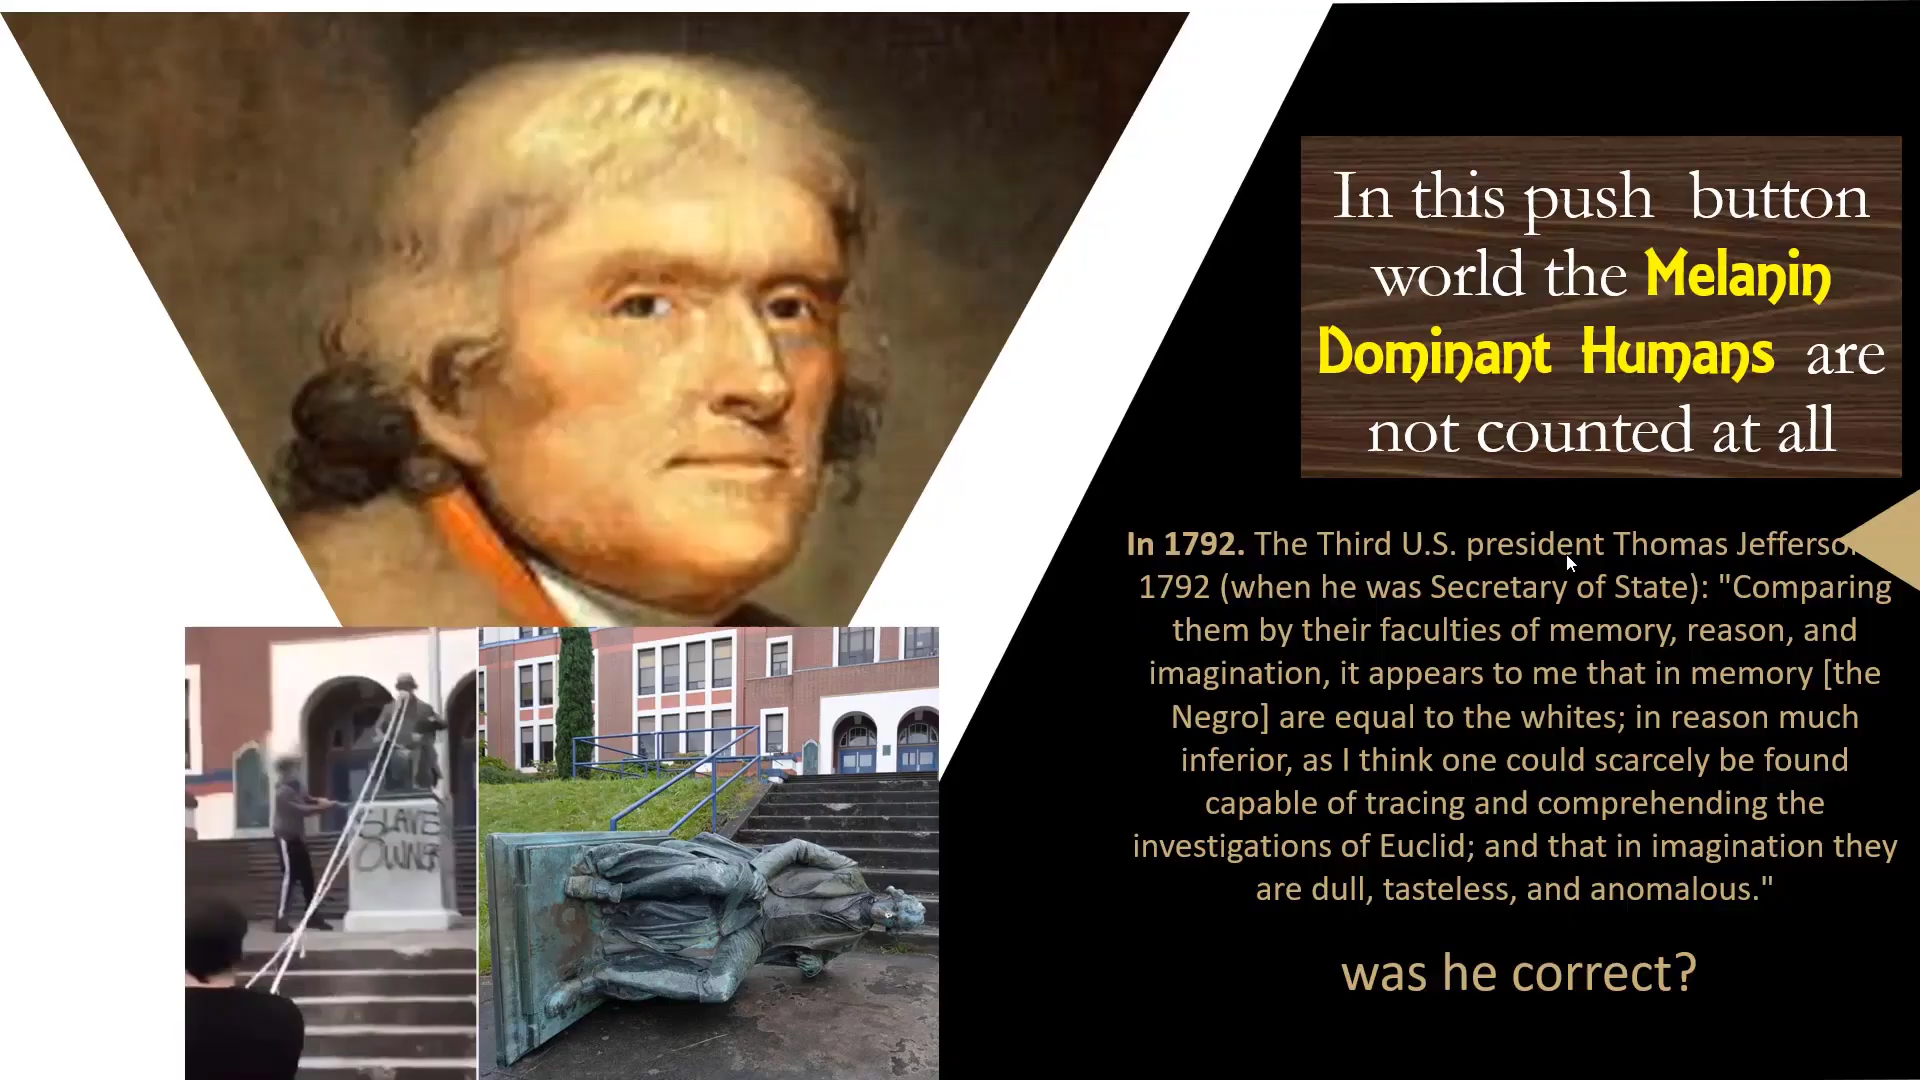 In this push button
world the Melanin
Dominant Humans are
not counted at all
In 1792. The Third U.S. president Thomas Jefferso
1792 (when he was Secretary of State): "Comparing
them by their faculties of memory, reason, and
imagination, it appears to me that in memory [the
Negro] are equal to the whites; in reason much
inferior, as I think one could scarcely be found
capable of tracing and comprehending the
investigations of Euclid; and that in imagination they
are dull, tasteless, and anomalous."
was he correct?
SLAVE
OWNER